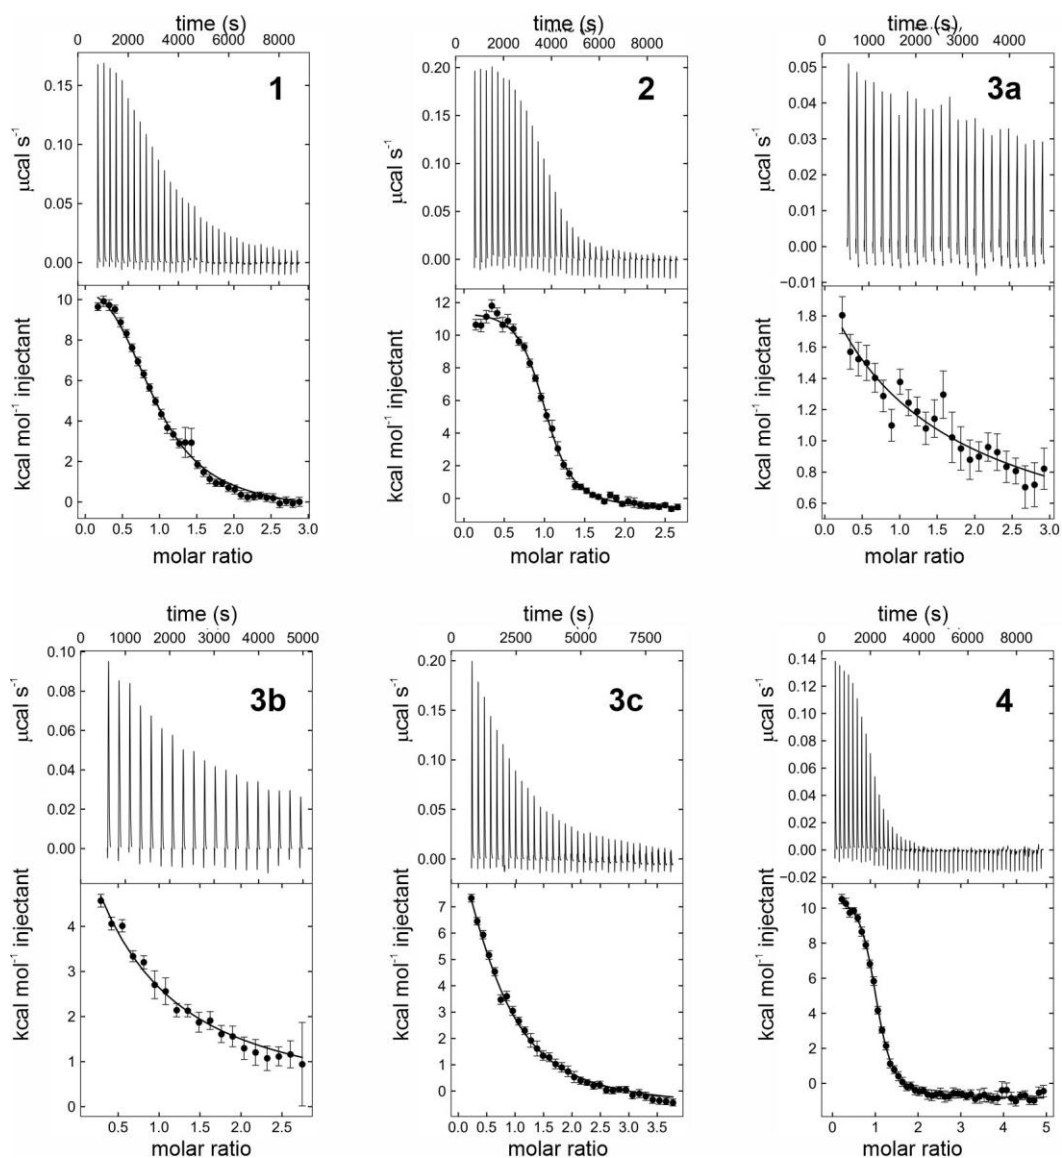 time (s)
0 2000 4000 6000 8000
1
μcal s⁻¹
0.15
0.10
0.05
0.00
kcal mol⁻¹ injectant
10
8
6
4
2
0
0.0 0.5 1.0 1.5 2.0 2.5 3.0
molar ratio
time (s)
0 2000 4000 6000 8000
2
μcal s⁻¹
0.20
0.15
0.10
0.05
0.00
kcal mol⁻¹ injectant
12
10
8
6
4
2
0
0.0 0.5 1.0 1.5 2.0 2.5
molar ratio
0 1000 2000 3000 4000
3a
μcal s⁻¹
0.05
0.04
0.03
0.02
0.01
0.00
−0.01
kcal mol⁻¹ injectant
1.8
1.6
1.4
1.2
1.0
0.8
0.6
0.0 0.5 1.0 1.5 2.0 2.5 3.0
molar ratio
time (s)
0 1000 2000 3000 4000 5000
3b
μcal s⁻¹
0.10
0.08
0.06
0.04
0.02
0.00
kcal mol⁻¹ injectant
4
3
2
1
0
0.5 1.0 1.5 2.0 2.5
molar ratio
time (s)
0 2500 5000 7500
3c
μcal s⁻¹
0.20
0.15
0.10
0.05
0.00
kcal mol⁻¹ injectant
7
6
5
4
3
2
1
0
0.0 0.5 1.0 1.5 2.0 2.5 3.0 3.5
molar ratio
time (s)
0 2000 4000 6000 8000
4
μcal s⁻¹
0.14
0.12
0.10
0.08
0.06
0.04
0.02
0.00
−0.02
kcal mol⁻¹ injectant
10
8
6
4
2
0
0 1 2 3 4 5
molar ratio